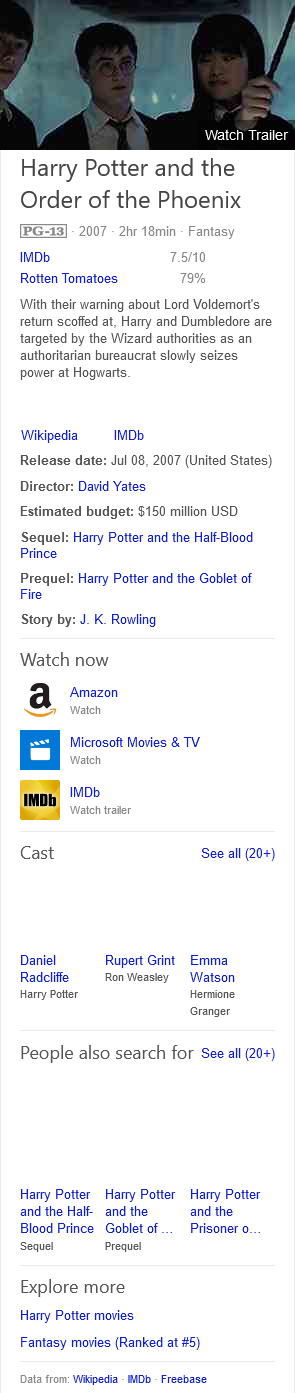 Watch Trailer
Harry Potter and the
Order of the Phoenix
PG-13 · 2007 · 2hr 18min · Fantasy
IMDb 7.5/10
Rotten Tomatoes 79%
With their warning about Lord Voldemort's
return scoffed at, Harry and Dumbledore are
targeted by the Wizard authorities as an
authoritarian bureaucrat slowly seizes
power at Hogwarts.
Wikipedia IMDb
Release date: Jul 08, 2007 (United States)
Director: David Yates
Estimated budget: $150 million USD
Sequel: Harry Potter and the Half-Blood
Prince
Prequel: Harry Potter and the Goblet of
Fire
Story by: J. K. Rowling
Watch now
a
Amazon
Watch
Microsoft Movies & TV
Watch
IMDb
IMDb
Watch trailer
Cast See all (20+)
Daniel
Radcliffe
Harry Potter
Rupert Grint
Ron Weasley
Emma
Watson
Hermione
Granger
People also search for See all (20+)
Harry Potter
and the Half-
Blood Prince
Sequel
Harry Potter
and the
Goblet of ...
Prequel
Harry Potter
and the
Prisoner o...
Explore more
Harry Potter movies
Fantasy movies (Ranked at #5)
Data from: Wikipedia · IMDb · Freebase